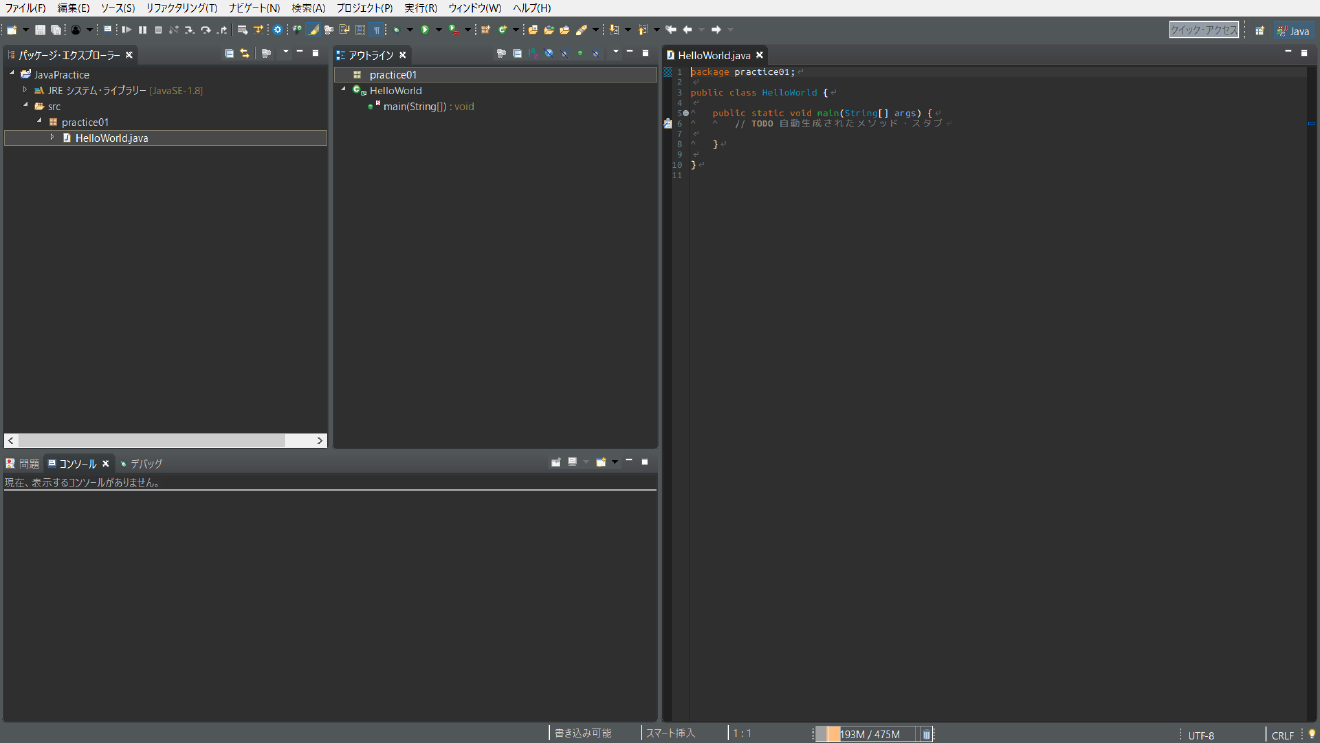 ファイル(F) 編集(E) ソース(S) リファクタリング(T) ナビゲート(N) 検索(A) プロジェクト(P) 実行(R) ウィンドウ(W) ヘルプ(H)
クイック・アクセス
Java
パッケージ・エクスプローラー
JavaPractice
JRE システム・ライブラリー [JavaSE-1.8]
src
practice01
HelloWorld.java
アウトライン
practice01
HelloWorld
main(String[]) : void
HelloWorld.java
1 package practice01;
2
3 public class HelloWorld {
4
5 public static void main(String[] args) {
6 // TODO 自動生成されたメソッド・スタブ
7
8 }
9
10 }
11
問題 コンソール デバッグ
現在、表示するコンソールがありません。
書き込み可能 スマート挿入 1 : 1 193M / 475M UTF-8 CRLF